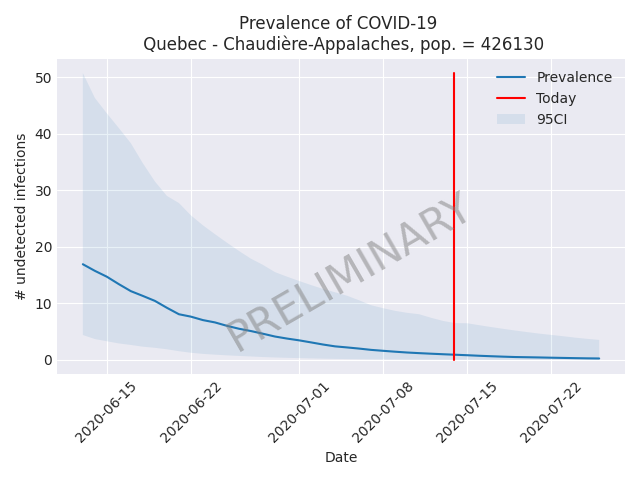 Prevalence of COVID-19
Quebec - Chaudière-Appalaches, pop. = 426130
Prevalence
Today
95CI
# undetected infections
50
40
30
20
10
0
PRELIMINARY
2020-06-15
2020-06-22
2020-07-01
2020-07-08
2020-07-15
2020-07-22
Date